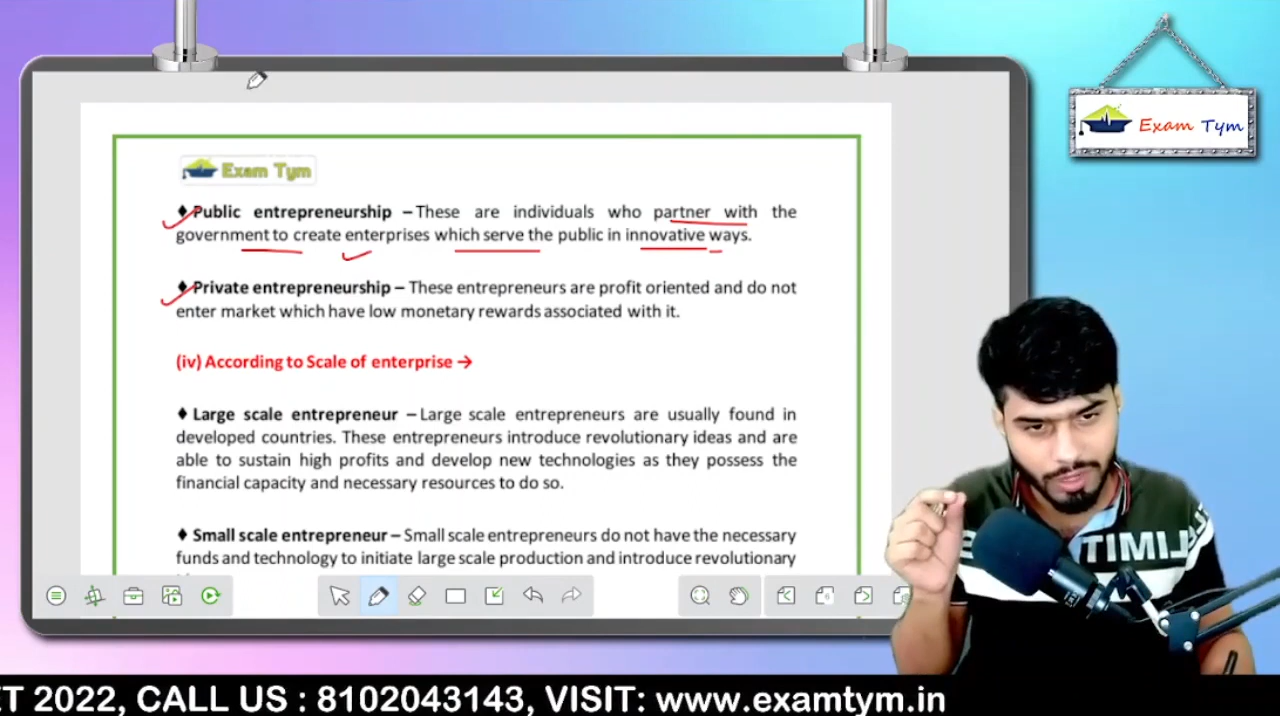 Exam Tym
Exam Tym
♦ Public entrepreneurship – These are individuals who partner with the
government to create enterprises which serve the public in innovative ways.
♦ Private entrepreneurship – These entrepreneurs are profit oriented and do not
enter market which have low monetary rewards associated with it.
(iv) According to Scale of enterprise →
♦ Large scale entrepreneur – Large scale entrepreneurs are usually found in
developed countries. These entrepreneurs introduce revolutionary ideas and are
able to sustain high profits and develop new technologies as they possess the
financial capacity and necessary resources to do so.
♦ Small scale entrepreneur – Small scale entrepreneurs do not have the necessary
funds and technology to initiate large scale production and introduce revolutionary
ET 2022, CALL US : 8102043143, VISIT: www.examtym.in